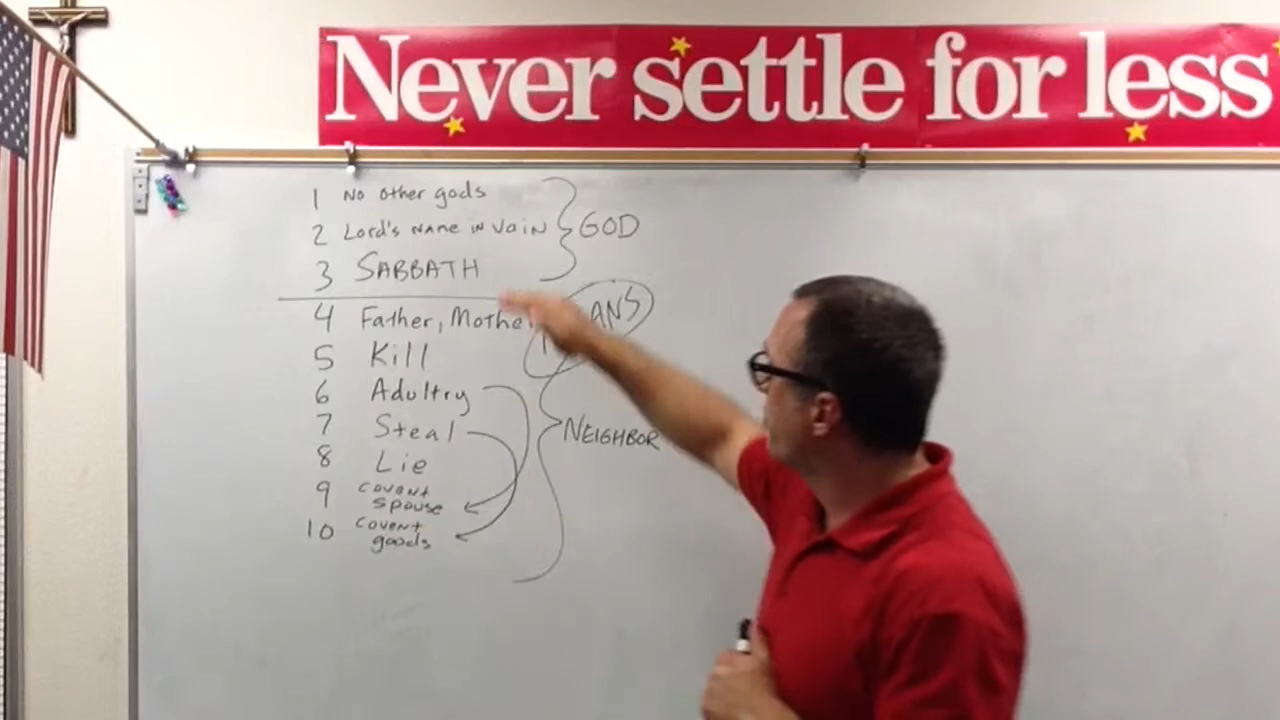 Never settle for less
1 No other gods
2 Lord's name in vain
GOD
3 SABBATH
4 Father, Mothe
ANS
5 Kill
6 Adultry
7 Steal
NEIGHBOR
8 Lie
9 covent
spouse
10 covent
goods